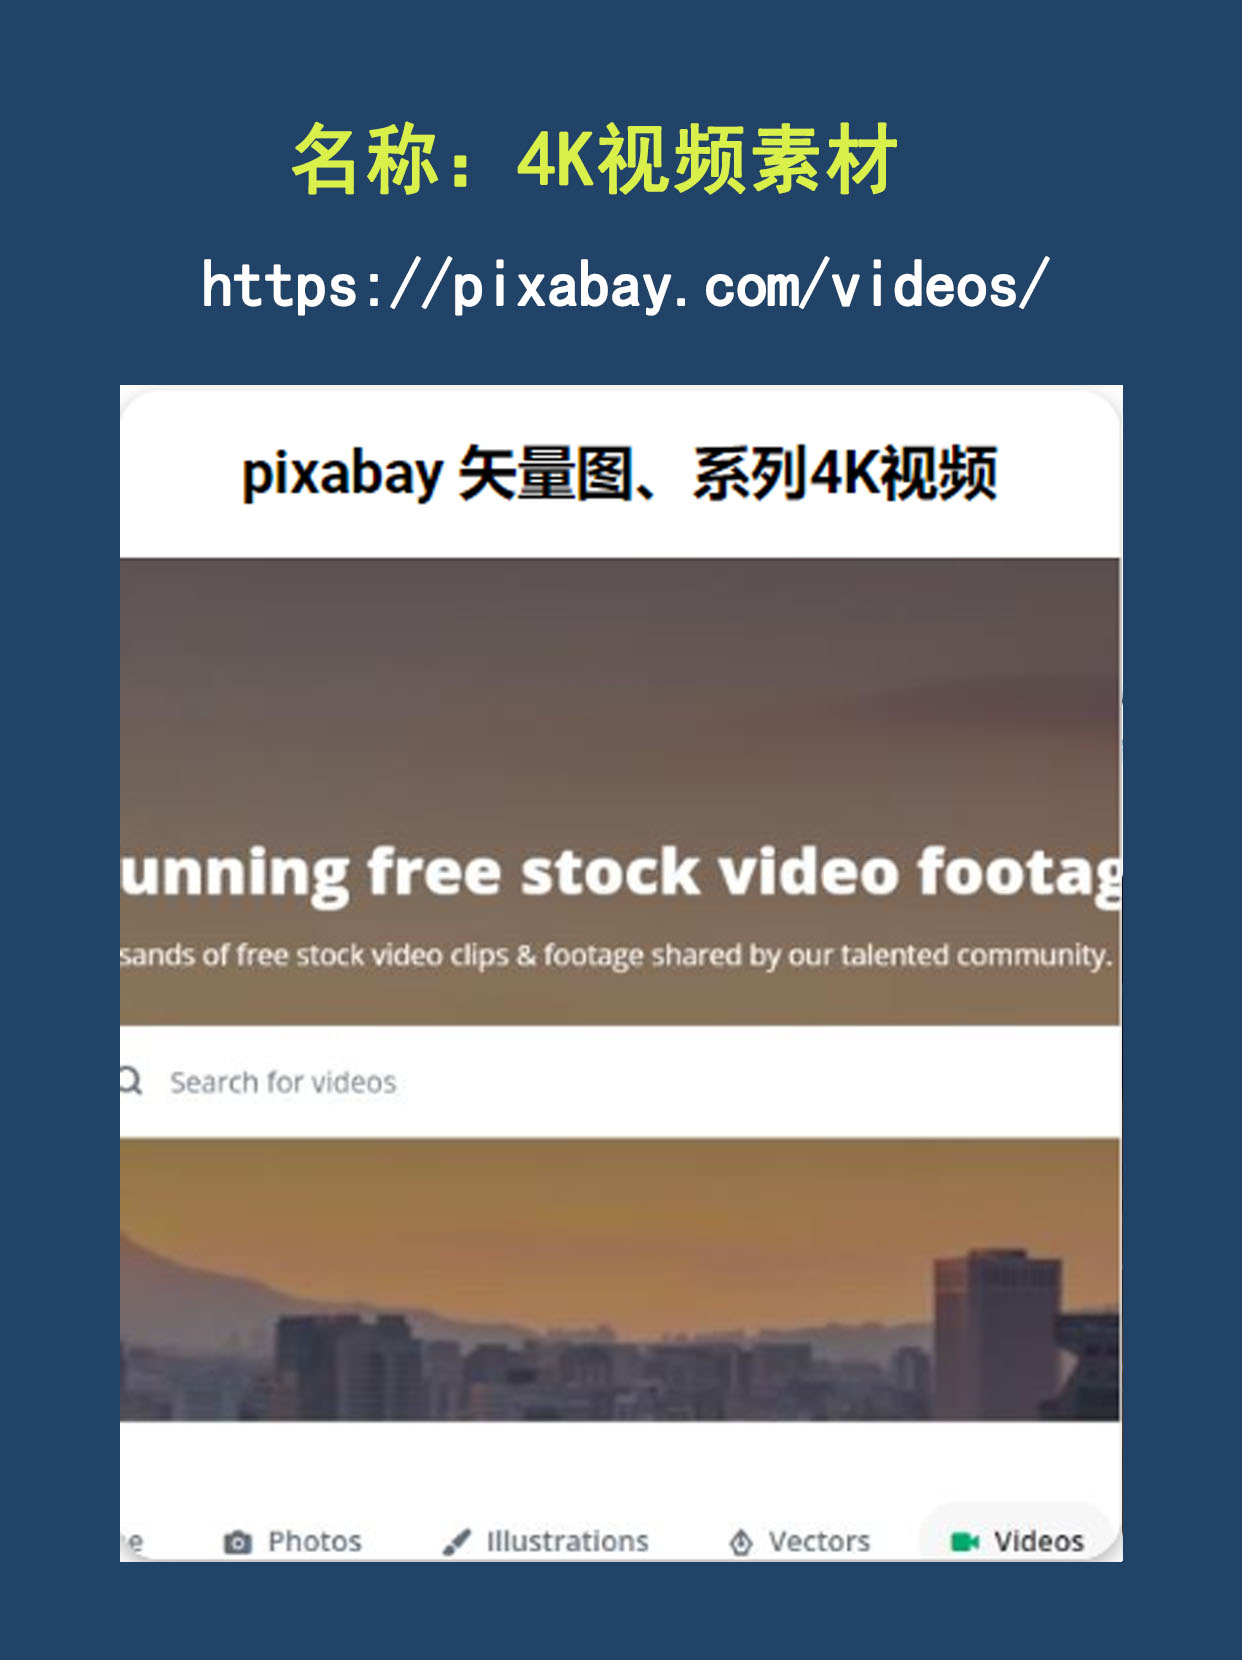 名称：4K视频素材
https://pixabay.com/videos/
pixabay 矢量图、系列4K视频
unning free stock video footag
sands of free stock video clips & footage shared by our talented community.
Search for videos
e Photos Illustrations Vectors Videos